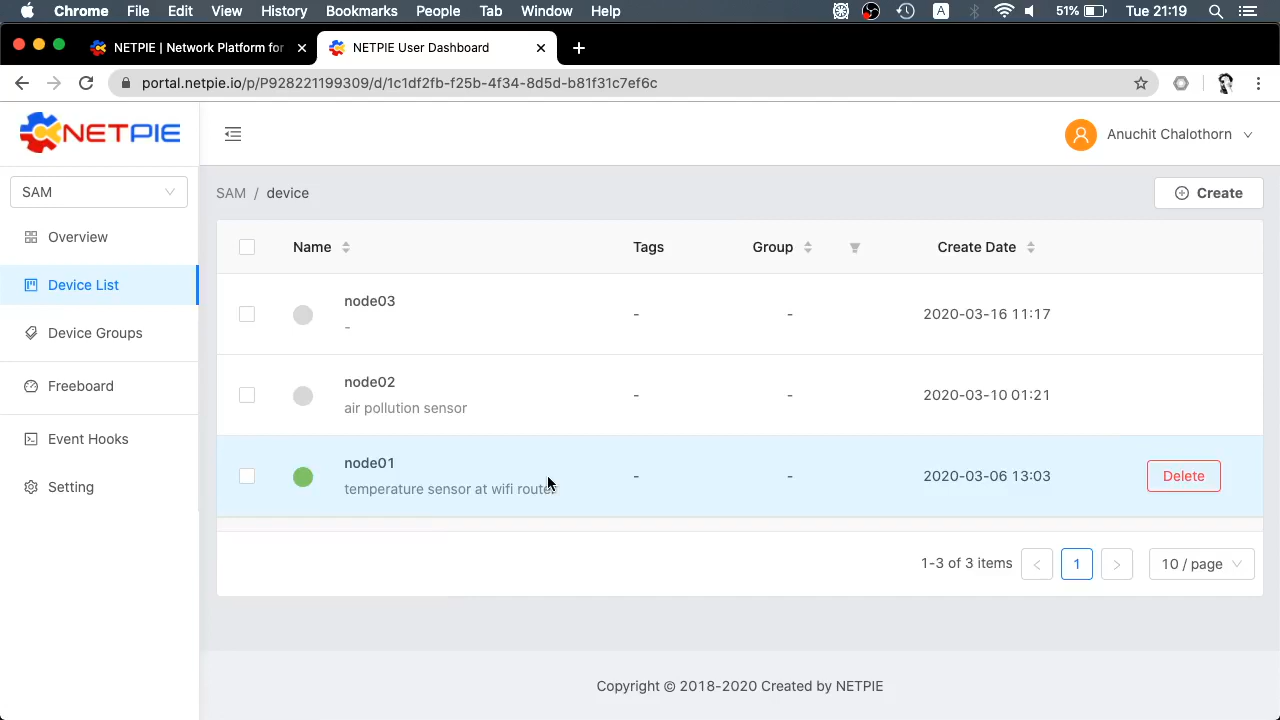 Chrome File Edit View History Bookmarks People Tab Window Help A 51% Tue 21:19
NETPIE | Network Platform for
NETPIE User Dashboard
portal.netpie.io/p/P928221199309/d/1c1df2fb-f25b-4f34-8d5d-b81f31c7ef6c
NETPIE
Anuchit Chalothorn
SAM
SAM / device
Create
Overview
Device List
Device Groups
Freeboard
Event Hooks
Setting
Name Tags Group Create Date
node03
-
- - 2020-03-16 11:17
node02
air pollution sensor
- - 2020-03-10 01:21
node01
temperature sensor at wifi router
- - 2020-03-06 13:03 Delete
1-3 of 3 items < 1 > 10 / page
Copyright © 2018-2020 Created by NETPIE